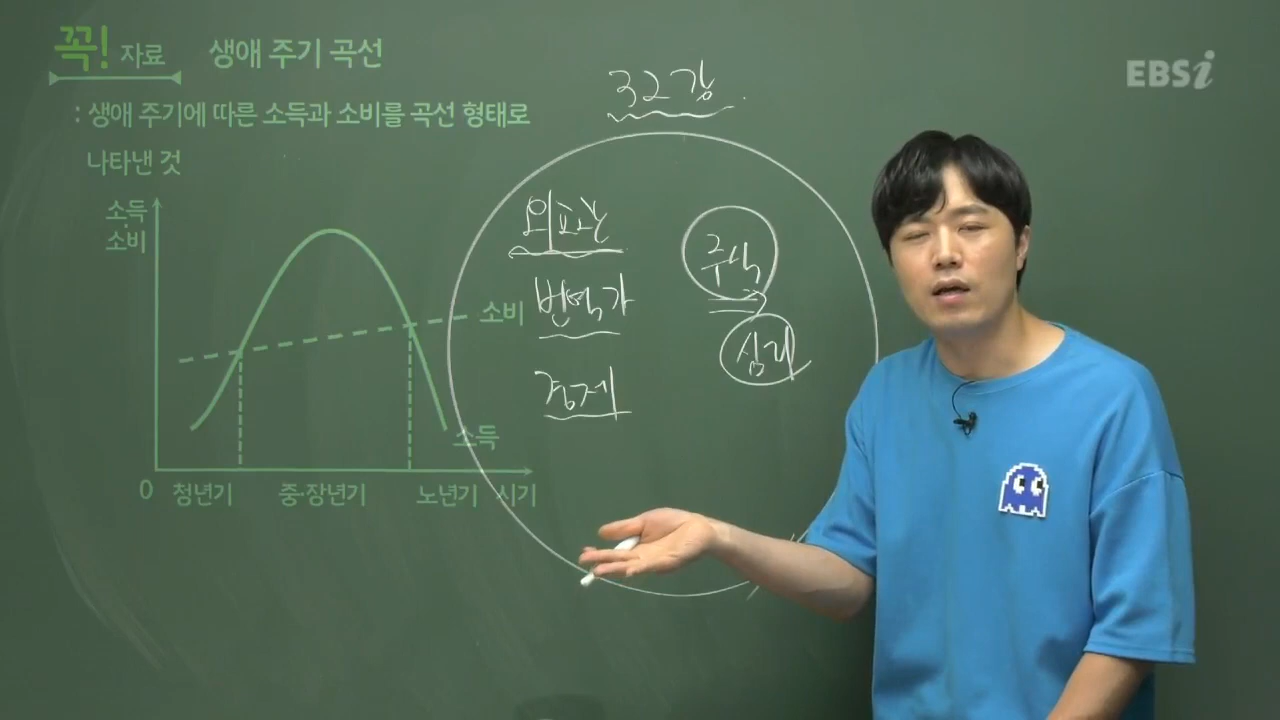 꼭! 자료 생애 주기 곡선
: 생애 주기에 따른 소득과 소비를 곡선 형태로
나타낸 것
소득
소비
소비
소득
0 청년기 중·장년기 노년기 시기
32강
외교관
번역가
경제
주식
심리
EBSi